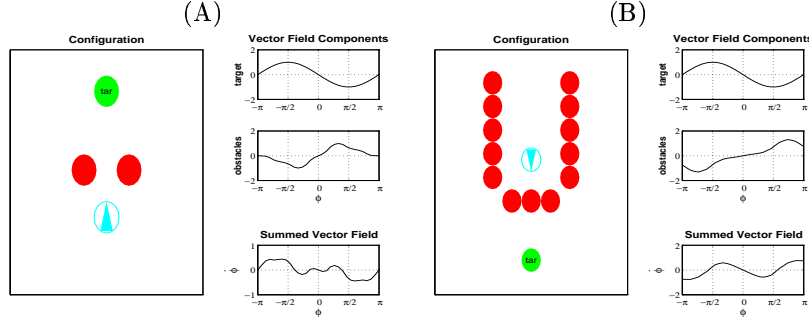 (A)
Configuration
tar
Vector Field Components
target
2
0
−2
−π −π/2 0 π/2 π
obstacles
2
0
−2
−π −π/2 0 π/2 π
ϕ
Summed Vector Field
ϕ̇
1
0
−1
−π −π/2 0 π/2 π
ϕ
(B)
Configuration
tar
Vector Field Components
target
2
0
−2
−π −π/2 0 π/2 π
obstacles
2
0
−2
−π −π/2 0 π/2 π
ϕ
Summed Vector Field
ϕ̇
2
0
−2
−π −π/2 0 π/2 π
ϕ